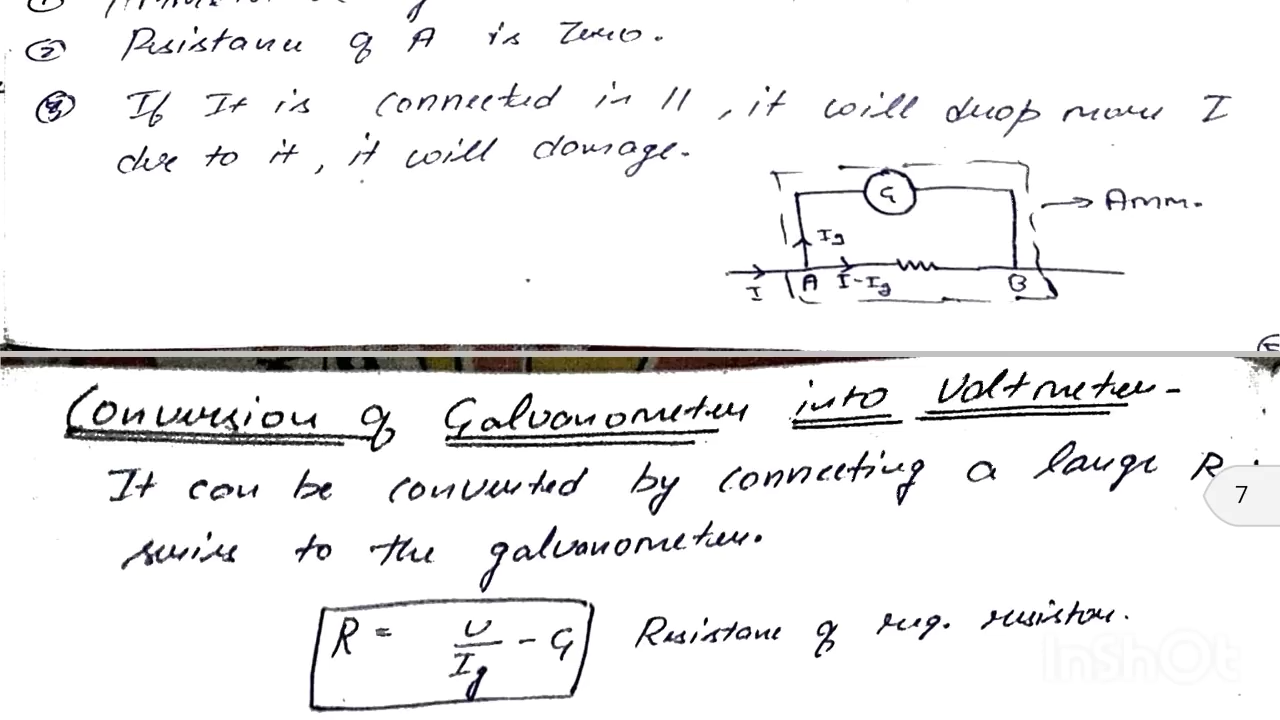 ② Resistance of A is Zero.
③ If It is connected in ||, it will drop more I
due to it, it will damage.
G
→ Amm.
Ig
I A I-Ig B
Conversion of Galvanometer into Voltmeter-
It can be converted by connecting a large R
7
series to the galvanometer.
R = V/Ig - G Resistance of req. resistor.
InShOt